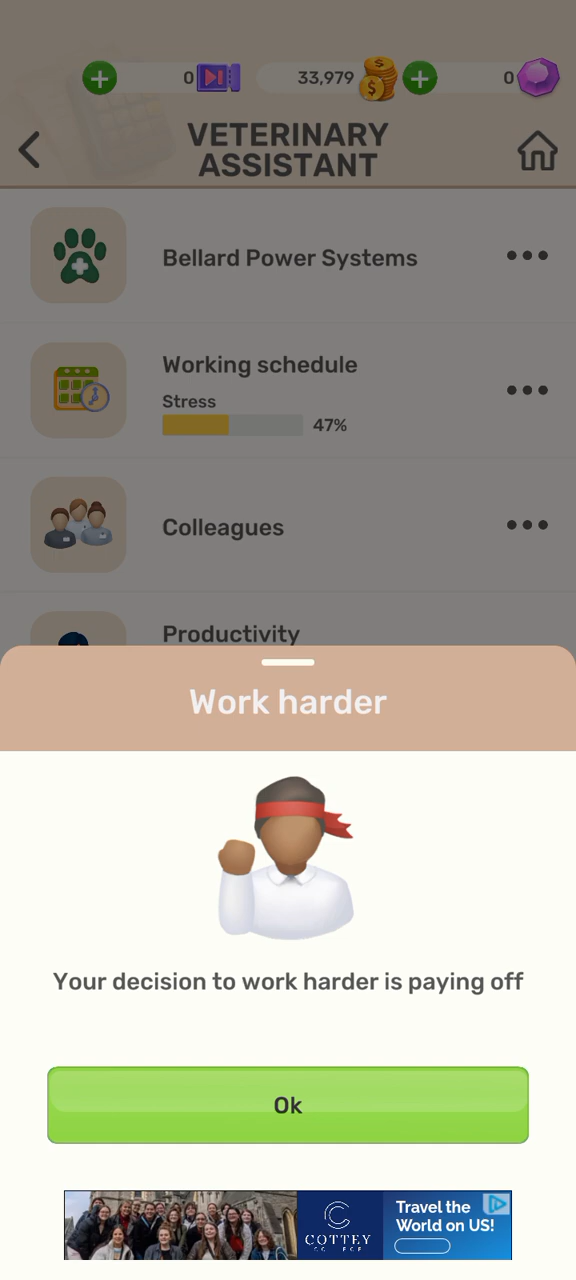 0
33,979
0
VETERINARY
ASSISTANT
Bellard Power Systems
Working schedule
Stress
47%
Colleagues
Productivity
Work harder
Your decision to work harder is paying off
Ok
COTTEY
Travel the
World on US!